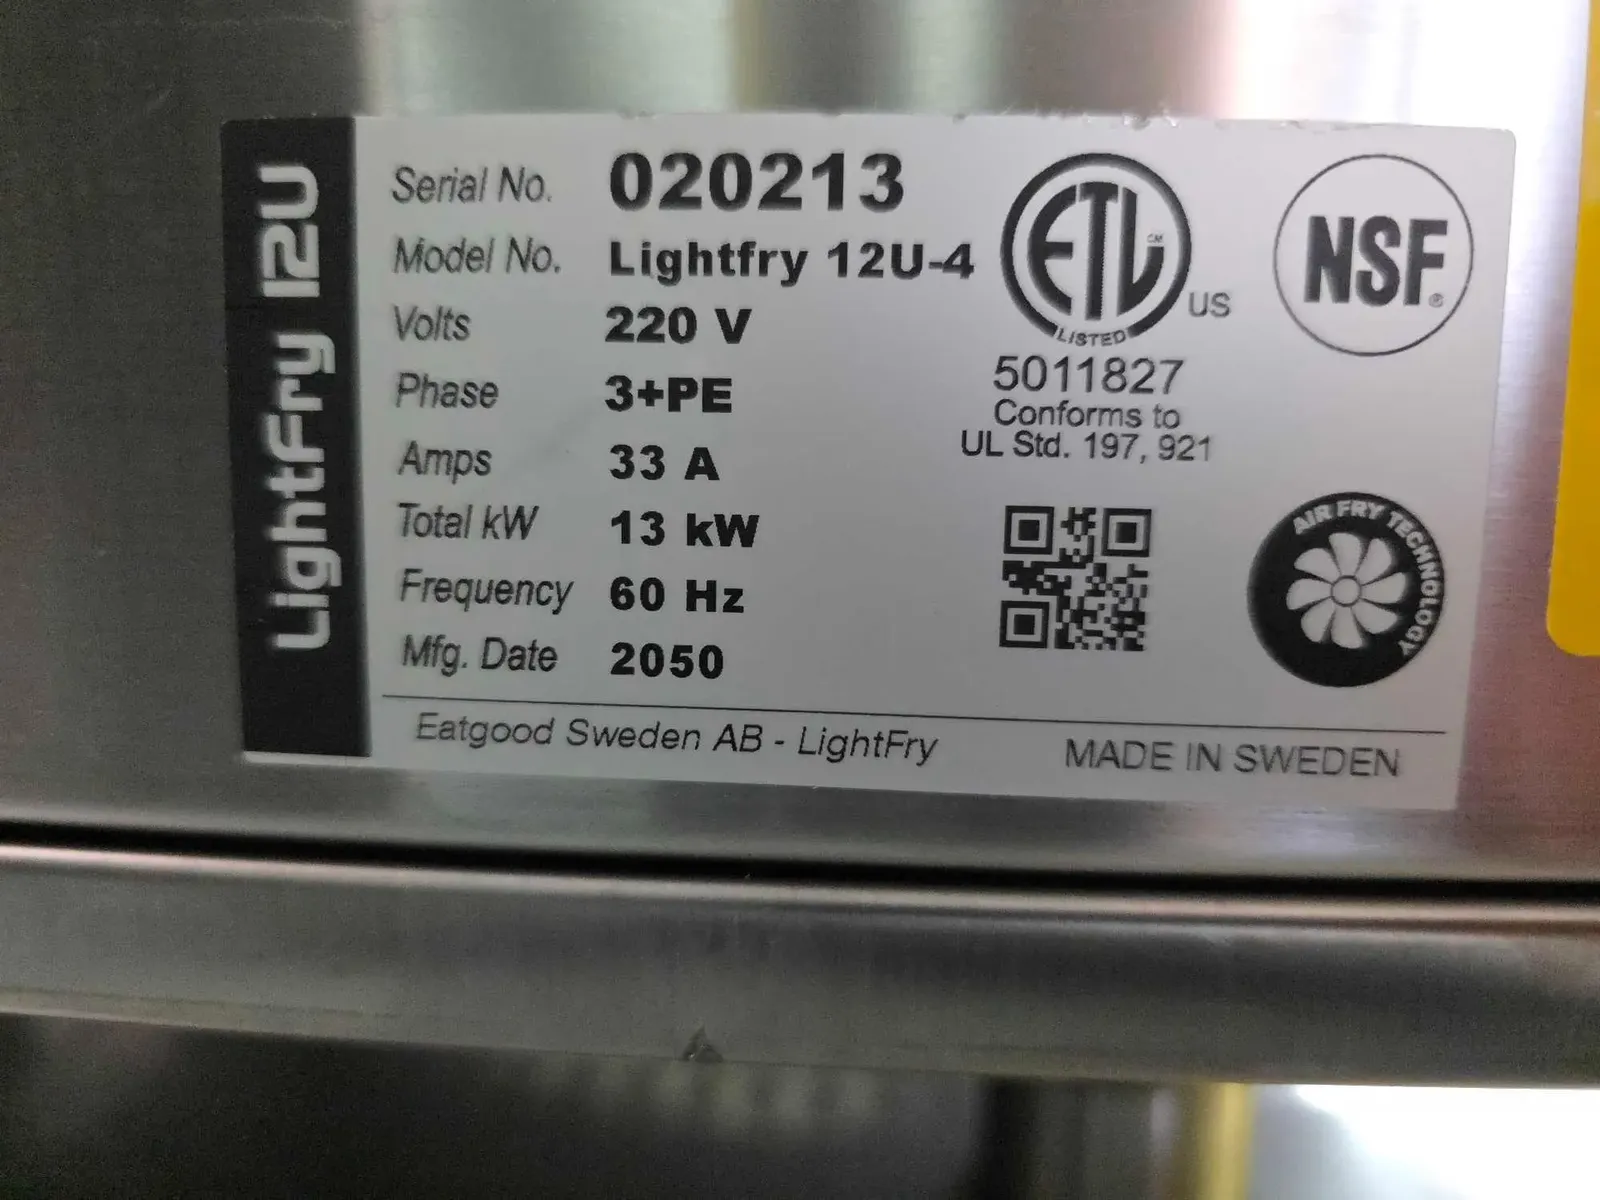 LightFry 12U
Serial No. 020213
Model No. Lightfry 12U-4
Volts 220 V
Phase 3+PE
Amps 33 A
Total kW 13 kW
Frequency 60 Hz
Mfg. Date 2050
ETL CM
LISTED
US
5011827
Conforms to
UL Std. 197, 921
NSF®
AIR FRY TECHNOLOGY
Eatgood Sweden AB - LightFry
MADE IN SWEDEN